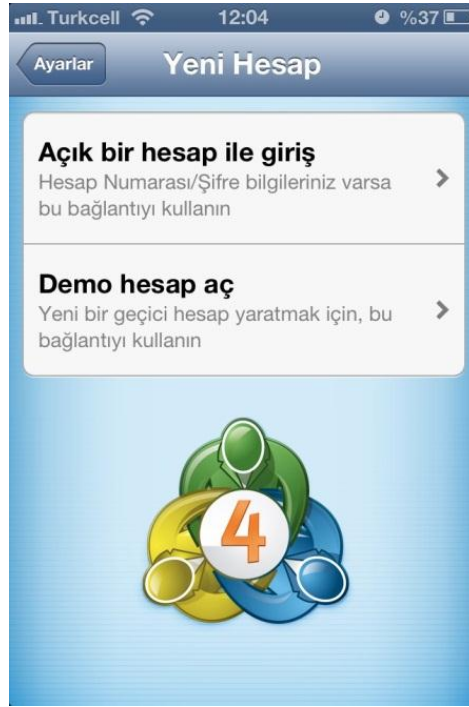 Turkcell 12:04 %37
Ayarlar Yeni Hesap
Açık bir hesap ile giriş
Hesap Numarası/Şifre bilgileriniz varsa
bu bağlantıyı kullanın
Demo hesap aç
Yeni bir geçici hesap yaratmak için, bu
bağlantıyı kullanın
4